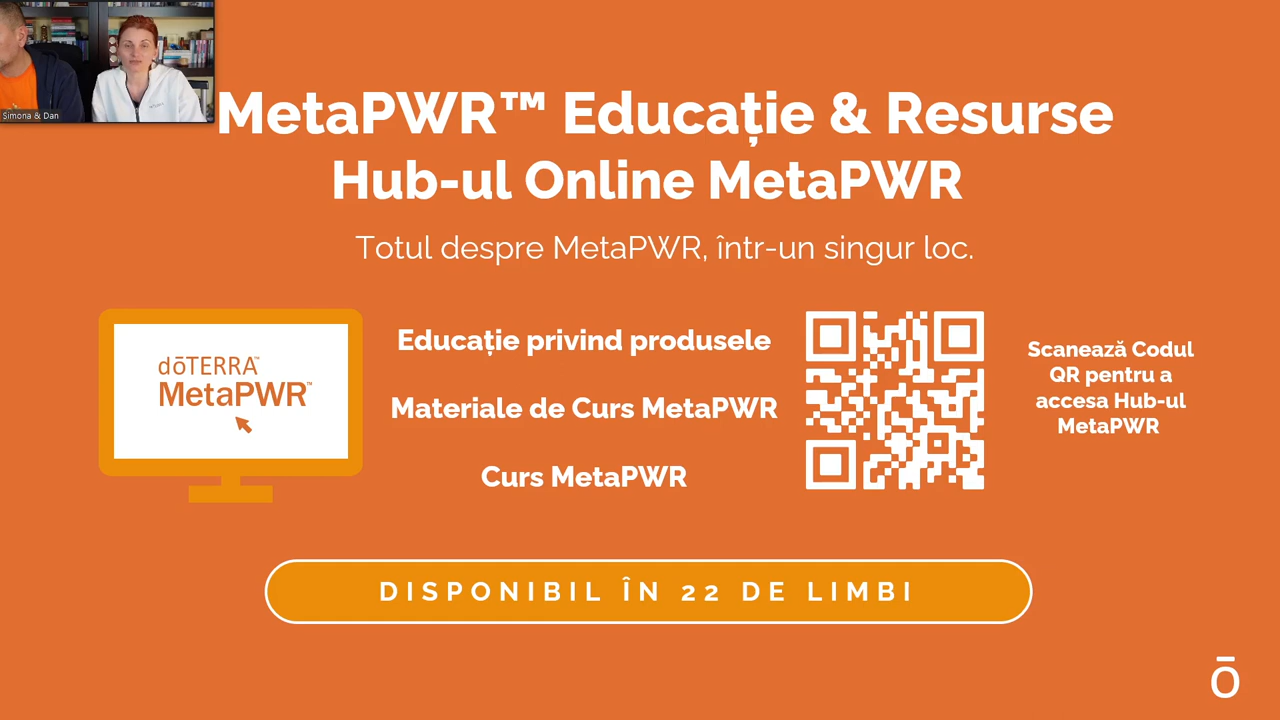 Simona & Dan
MetaPWR™ Educație & Resurse
Hub-ul Online MetaPWR
Totul despre MetaPWR, într-un singur loc.
dōTERRA™
MetaPWR™
Educație privind produsele
Materiale de Curs MetaPWR
Curs MetaPWR
Scanează Codul
QR pentru a
accesa Hub-ul
MetaPWR
DISPONIBIL ÎN 22 DE LIMBI
ō